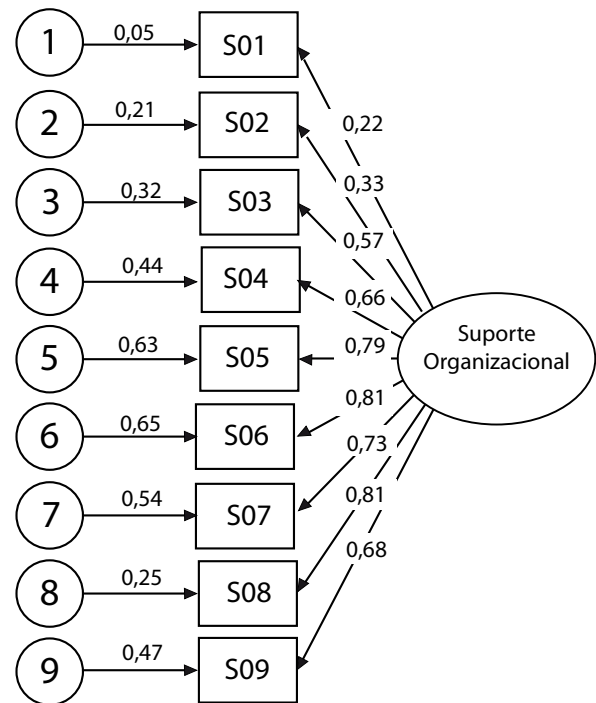 1 0,05 S01
0,22
2 0,21 S02
0,33
3 0,32 S03
0,57
4 0,44 S04
0,66
5 0,63 S05
0,79
Suporte
Organizacional
6 0,65 S06
0,81
7 0,54 S07
0,73
8 0,25 S08
0,81
9 0,47 S09
0,68